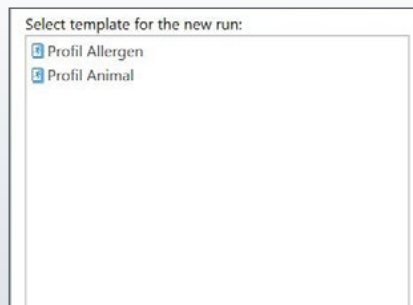 Select template for the new run:
Profil Allergen
Profil Animal